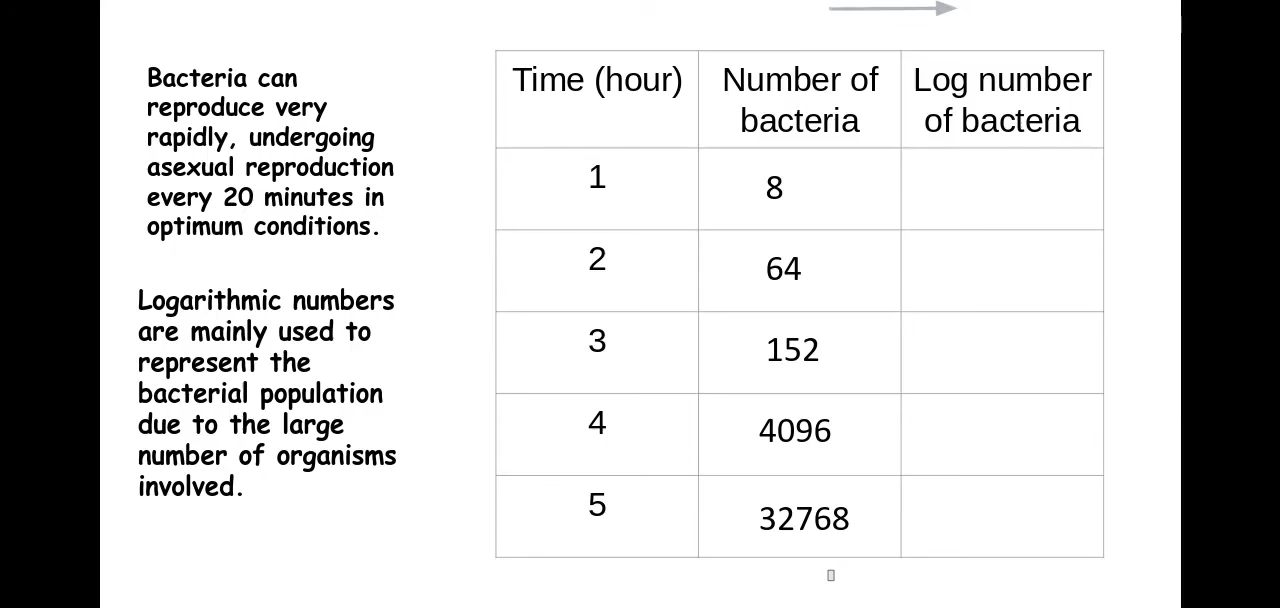 Bacteria can
reproduce very
rapidly, undergoing
asexual reproduction
every 20 minutes in
optimum conditions.
Logarithmic numbers
are mainly used to
represent the
bacterial population
due to the large
number of organisms
involved.
Time (hour) Number of bacteria Log number of bacteria
1 8
2 64
3 152
4 4096
5 32768